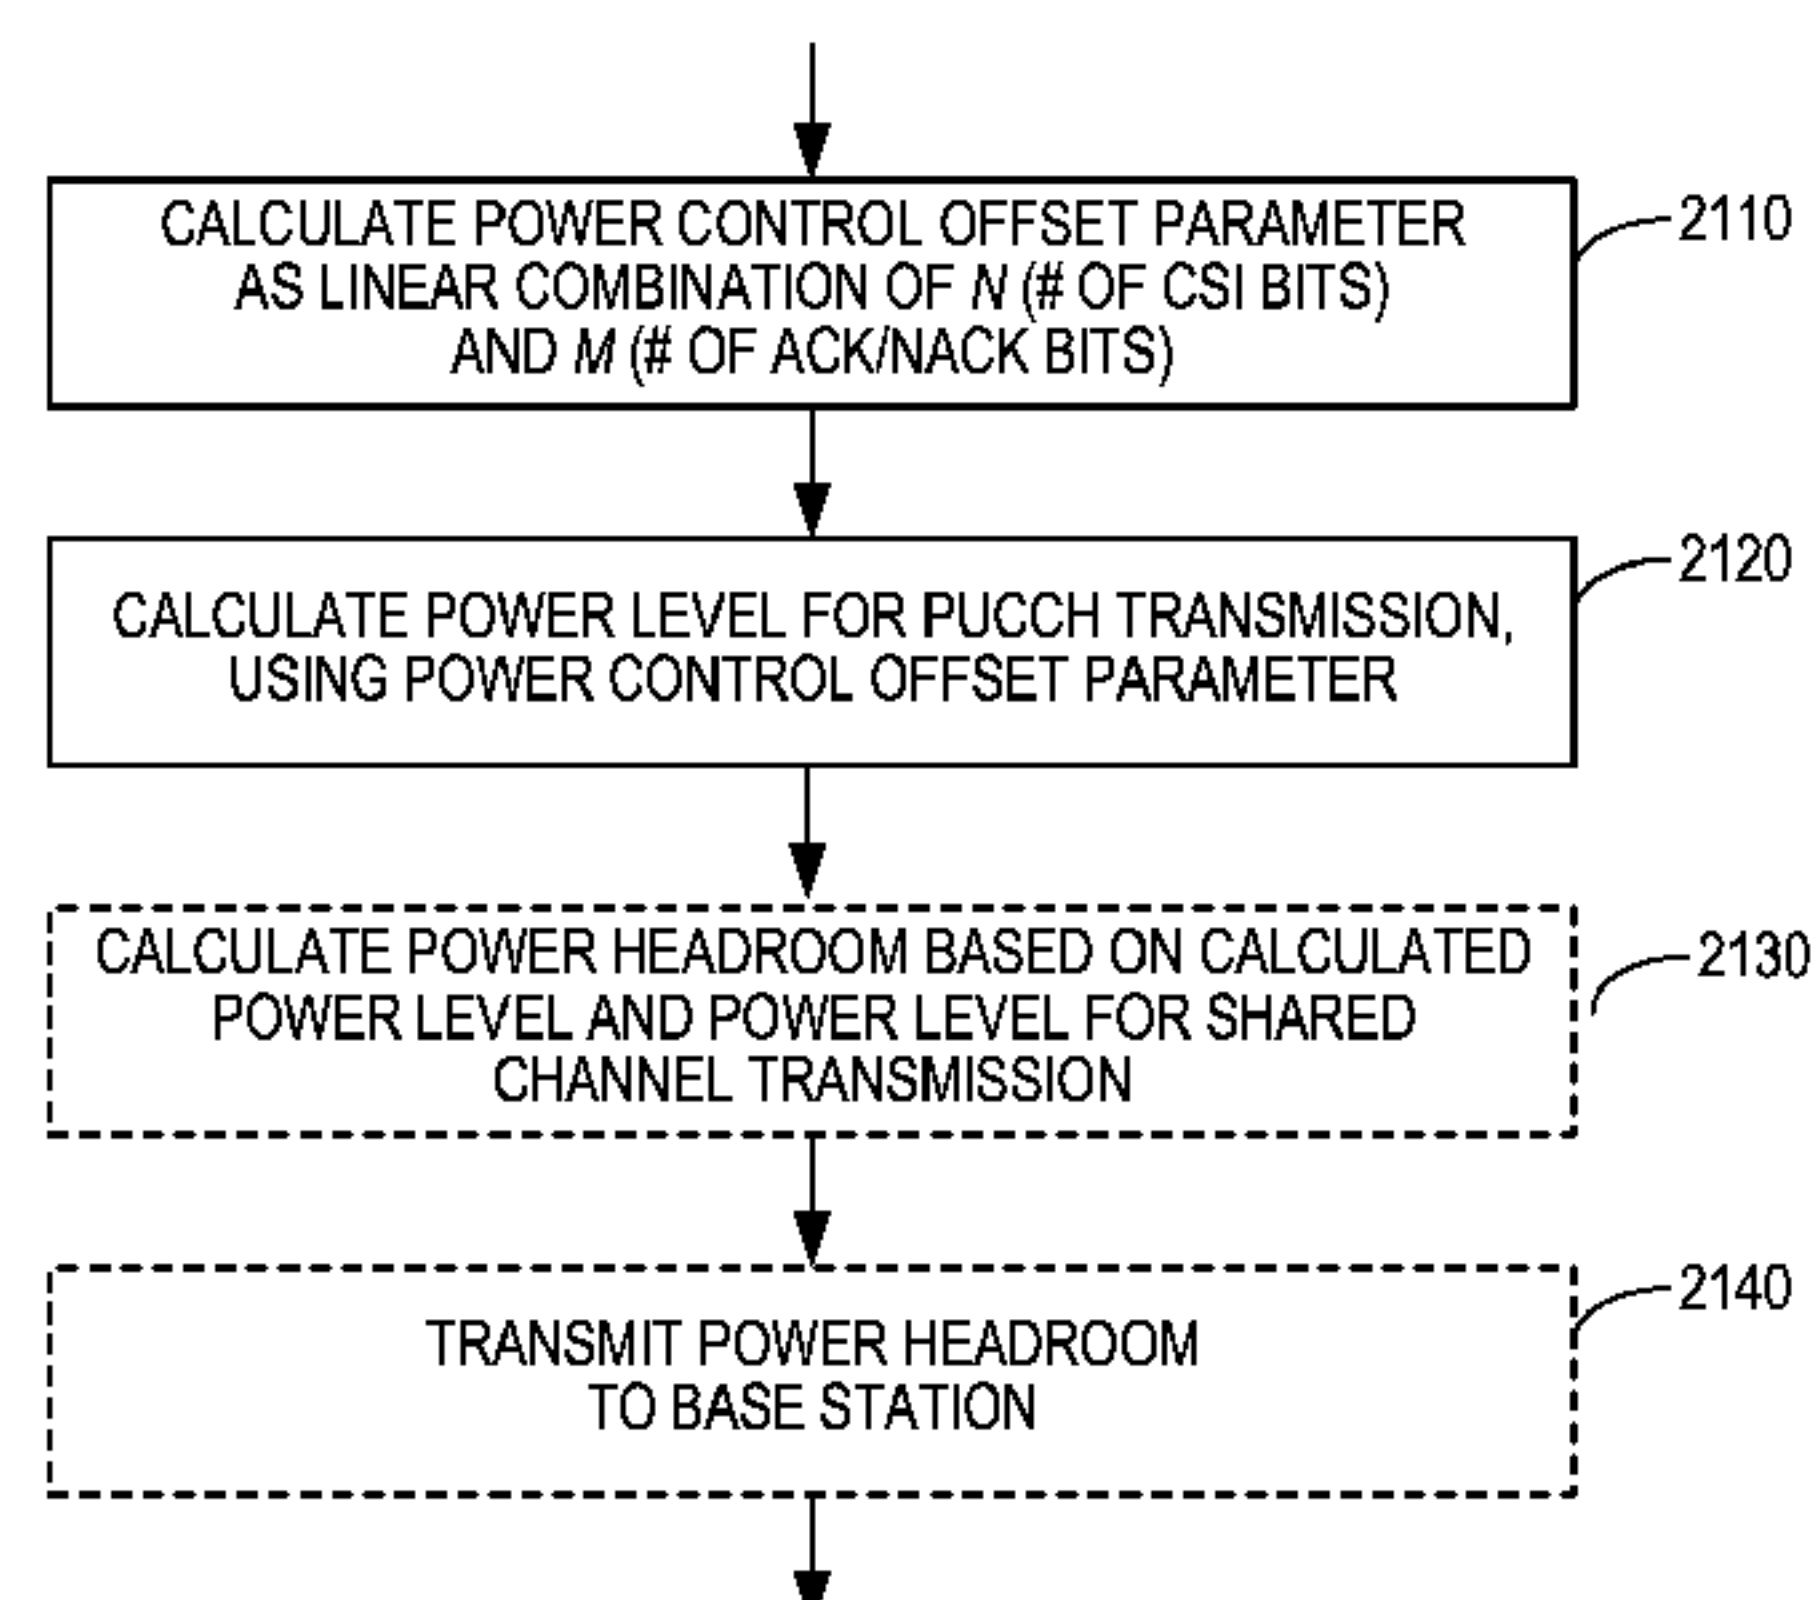 CALCULATE POWER CONTROL OFFSET PARAMETER
AS LINEAR COMBINATION OF N (# OF CSI BITS)
AND M (# OF ACK/NACK BITS)
2110
CALCULATE POWER LEVEL FOR PUCCH TRANSMISSION,
USING POWER CONTROL OFFSET PARAMETER
2120
CALCULATE POWER HEADROOM BASED ON CALCULATED
POWER LEVEL AND POWER LEVEL FOR SHARED
CHANNEL TRANSMISSION
2130
TRANSMIT POWER HEADROOM
TO BASE STATION
2140